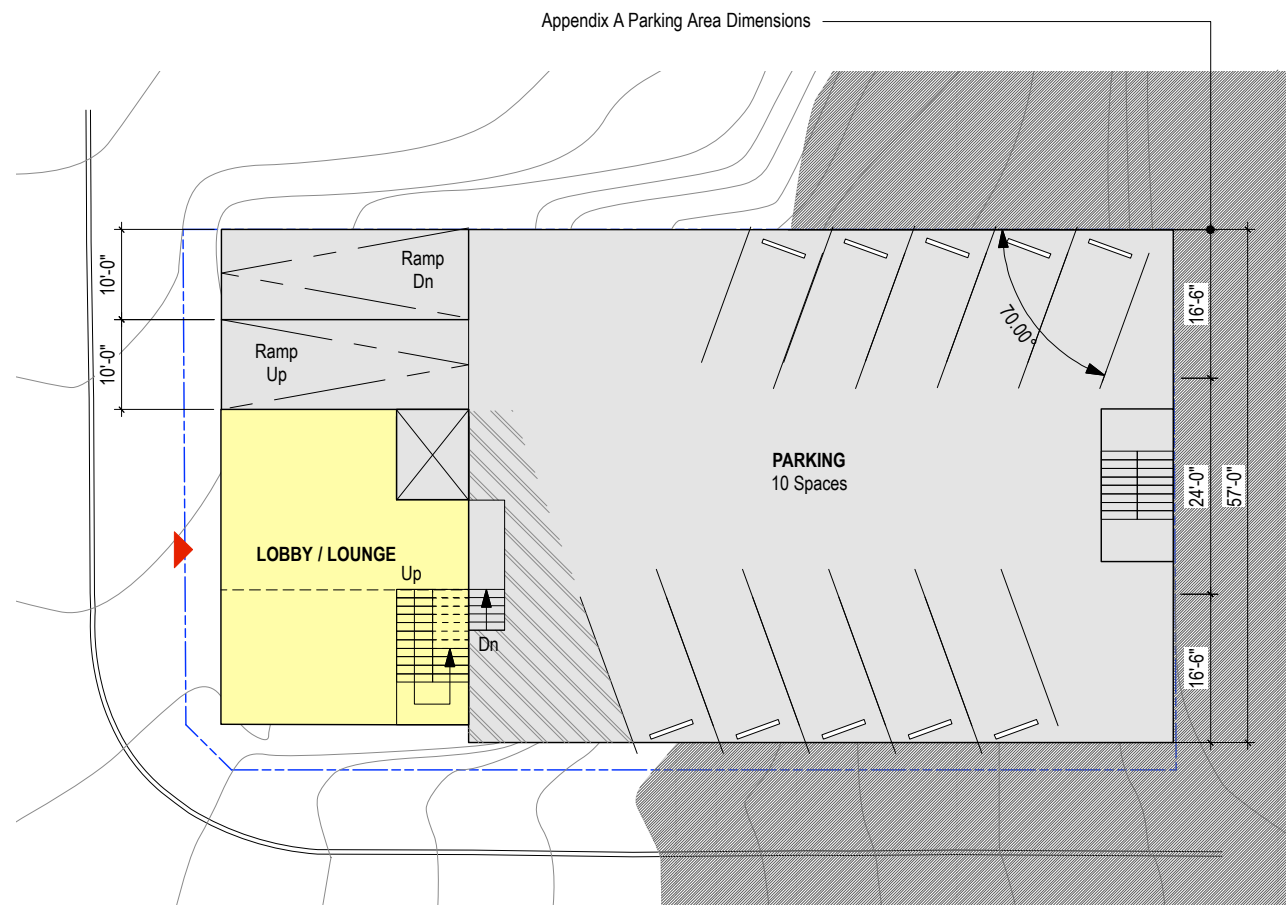 Appendix A Parking Area Dimensions
10'-0"
Ramp
Dn
16'-6"
70.00°
10'-0"
Ramp
Up
PARKING
10 Spaces
24'-0"
57'-0"
LOBBY / LOUNGE
Up
Dn
16'-6"